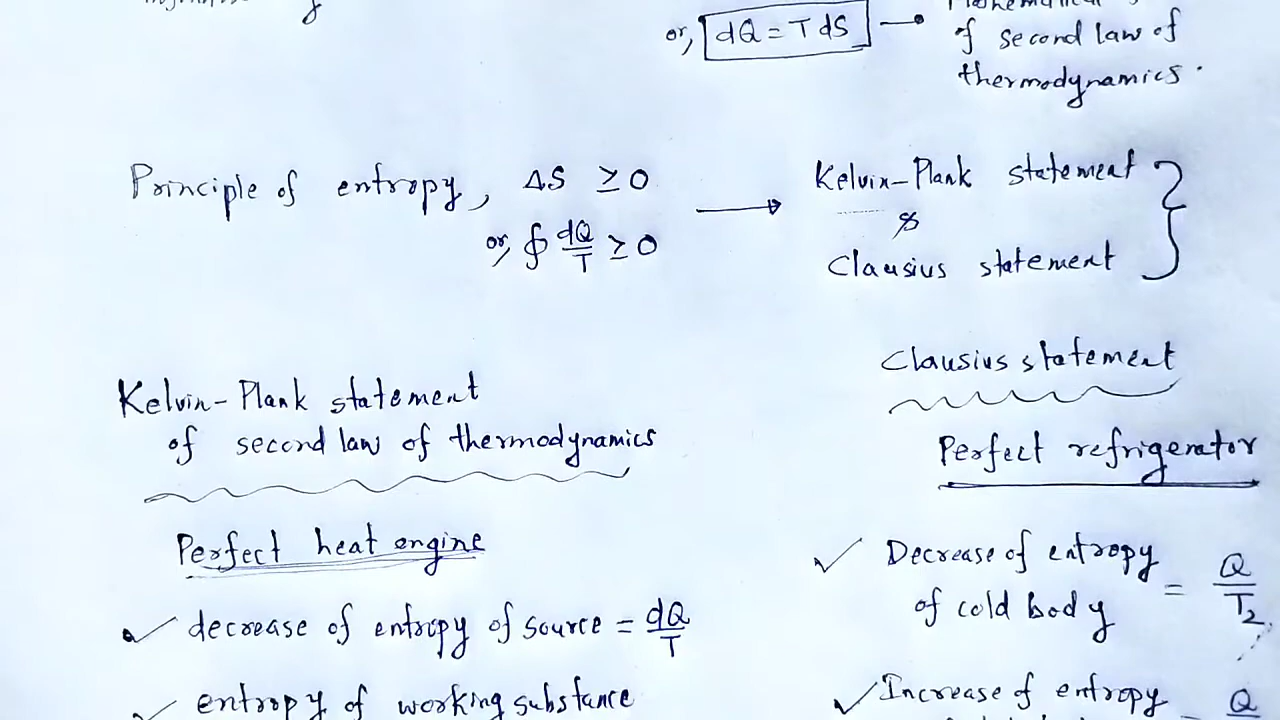 or, dQ = T dS →
of second law of
thermodynamics.
Principle of entropy, ΔS ≥ 0 → Kelvin-Plank statement
or, ∮ dQ/T ≥ 0
&
Clausius statement
Kelvin-Plank statement
of second law of thermodynamics
Perfect heat engine
✓ decrease of entropy of source = dQ/T
✓ entropy of working substance
Clausius statement
Perfect refrigerator
✓ Decrease of entropy
of cold body = Q/T₂
✓ Increase of entropy = Q